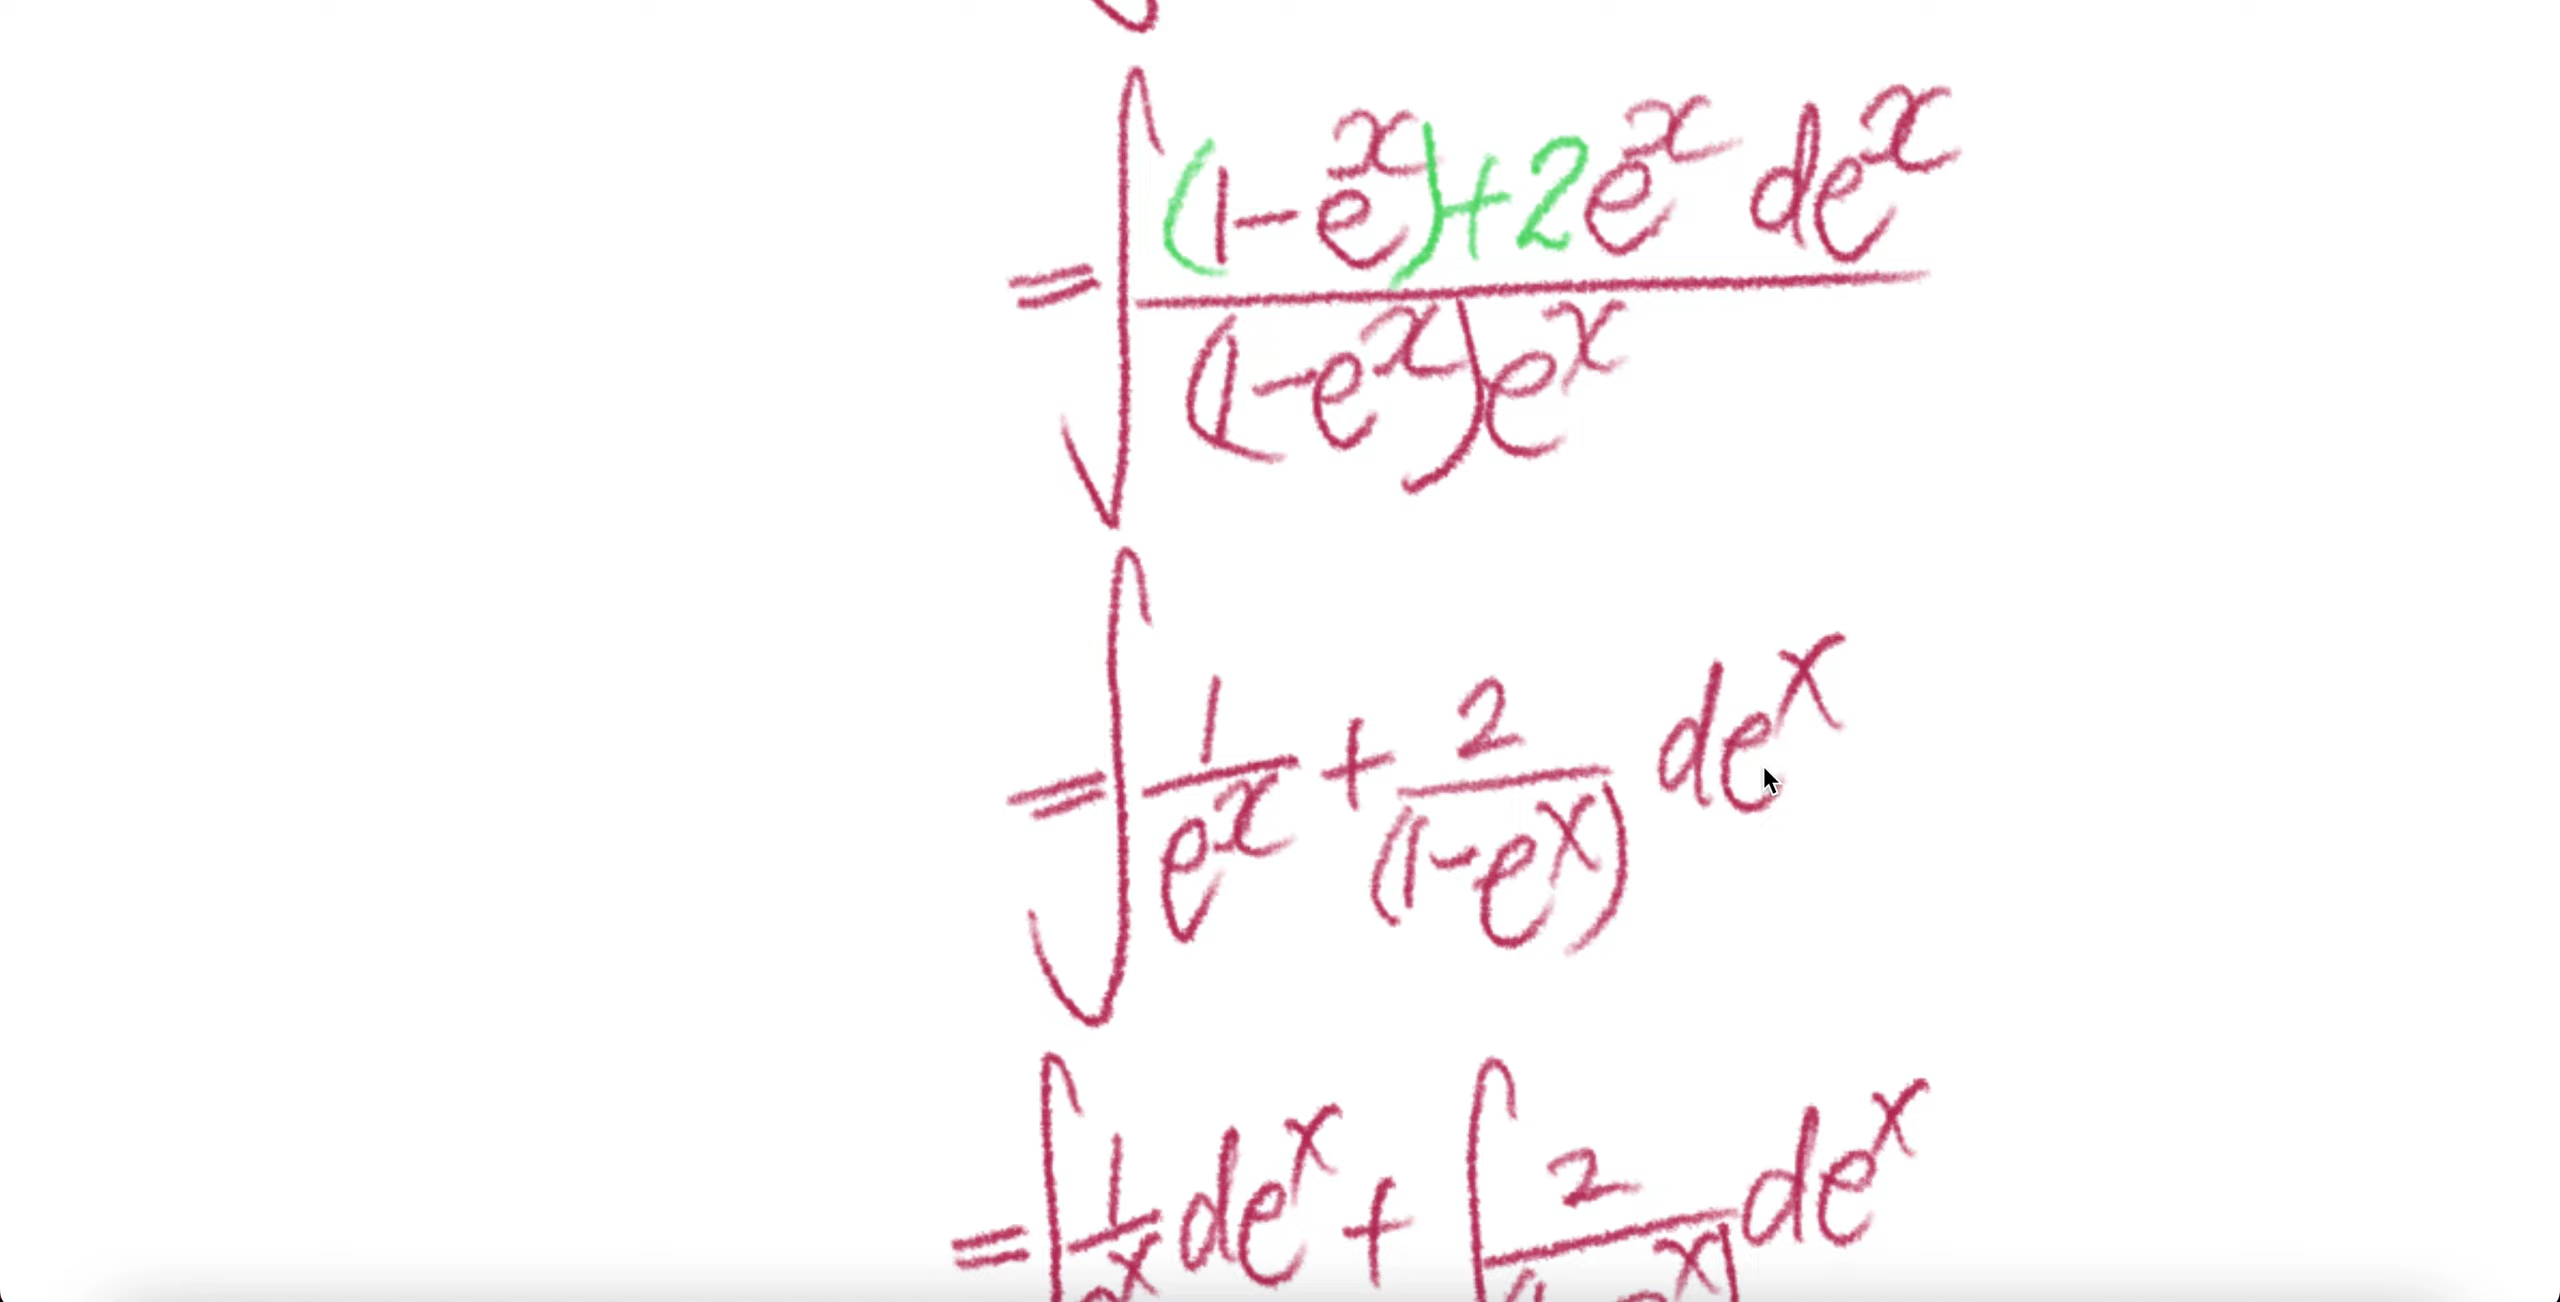 = ∫ ((1-e^x)+2e^x de^x)/((1-e^x)e^x)
= ∫ 1/e^x + 2/(1-e^x) de^x
= ∫ 1/e^x de^x + ∫ 2/(1-e^x) de^x